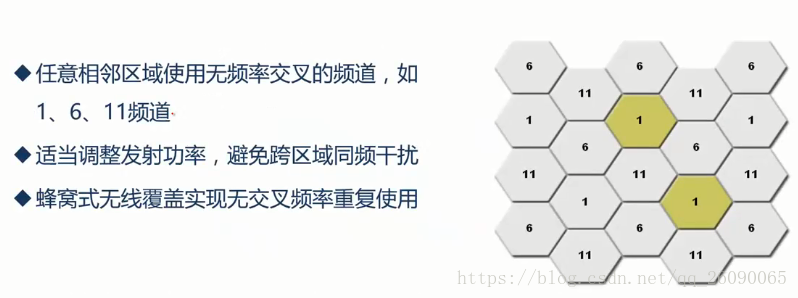 ◆任意相邻区域使用无频率交叉的频道，如
1、6、11频道
◆适当调整发射功率，避免跨区域同频干扰
◆蜂窝式无线覆盖实现无交叉频率重复使用
6 6 6
11 11
1 1 1
6 6
11 11 11
1 1
6 6 6
11 11
https://blog.csdn.net/qq_26090065